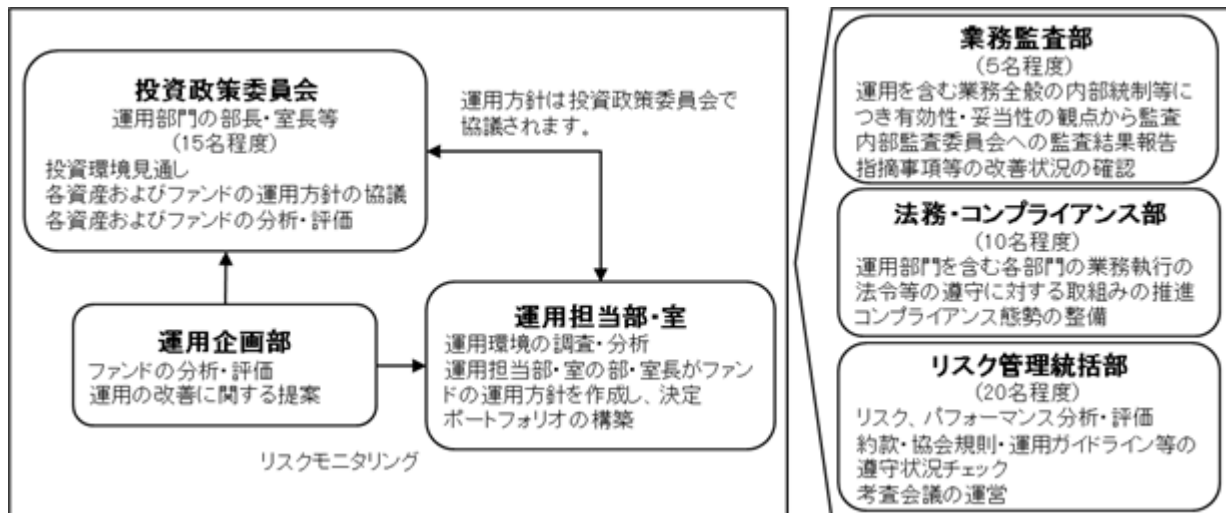 投資政策委員会
運用部門の部長・室長等
(15名程度)
投資環境見通し
各資産およびファンドの運用方針の協議
各資産およびファンドの分析・評価
運用方針は投資政策委員会で
協議されます。
運用企画部
ファンドの分析・評価
運用の改善に関する提案
運用担当部・室
運用環境の調査・分析
運用担当部・室の部・室長がファン
ドの運用方針を作成し、決定
ポートフォリオの構築
リスクモニタリング
業務監査部
(5名程度)
運用を含む業務全般の内部統制等に
つき有効性・妥当性の観点から監査
内部監査委員会への監査結果報告
指摘事項等の改善状況の確認
法務・コンプライアンス部
(10名程度)
運用部門を含む各部門の業務執行の
法令等の遵守に対する取組みの推進
コンプライアンス態勢の整備
リスク管理統括部
(20名程度)
リスク、パフォーマンス分析・評価
約款・協会規則・運用ガイドライン等の
遵守状況チェック
考査会議の運営